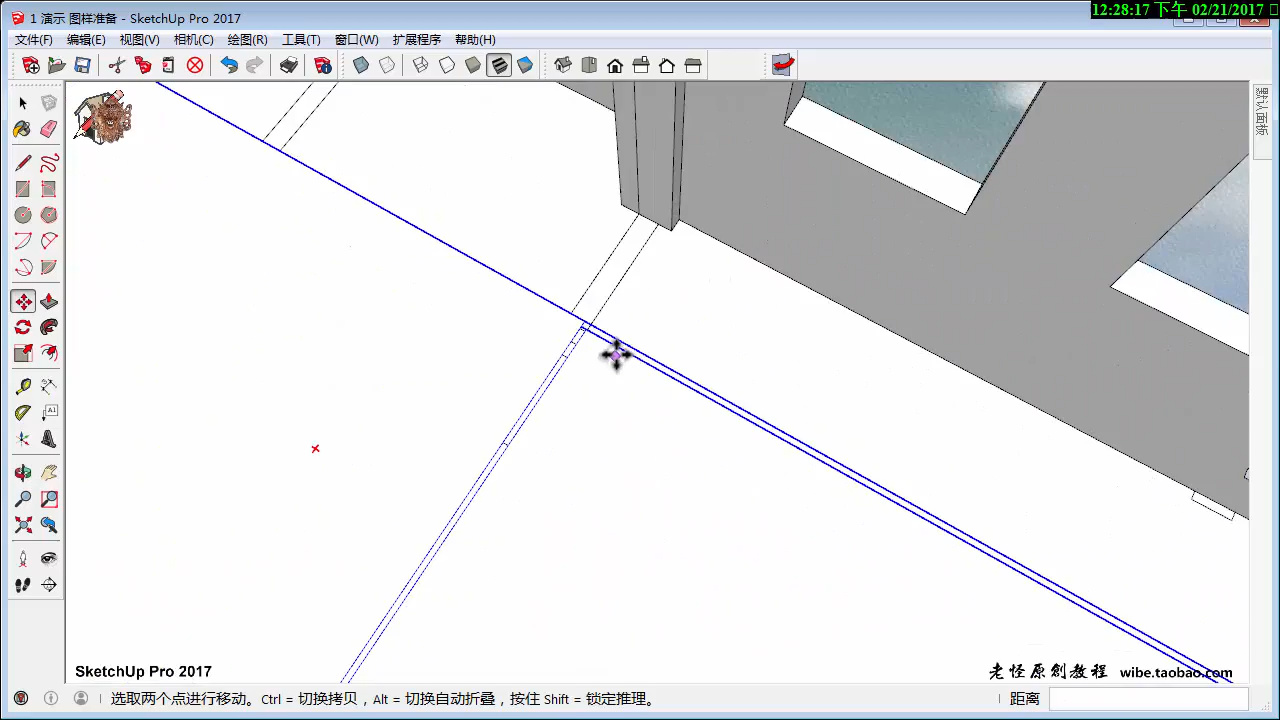 12:28:17 下午 02/21/2017
1 演示 图样准备 - SketchUp Pro 2017
文件(F) 编辑(E) 视图(V) 相机(C) 绘图(R) 工具(T) 窗口(W) 扩展程序 帮助(H)
默认面板
A1
SketchUp Pro 2017
老怪原创教程 wibe.taobao.com
选取两个点进行移动。Ctrl = 切换拷贝，Alt = 切换自动折叠，按住 Shift = 锁定推理。
距离